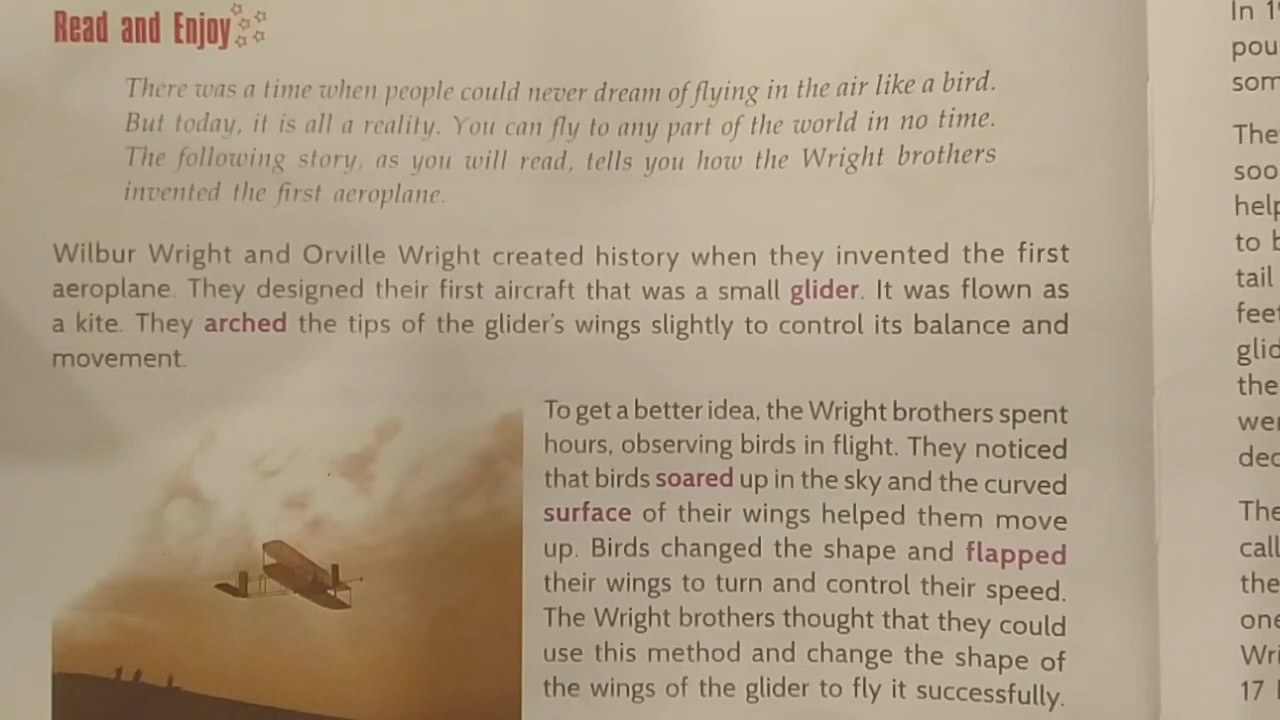 Read and Enjoy
There was a time when people could never dream of flying in the air like a bird.
But today, it is all a reality. You can fly to any part of the world in no time.
The following story, as you will read, tells you how the Wright brothers
invented the first aeroplane.
Wilbur Wright and Orville Wright created history when they invented the first
aeroplane. They designed their first aircraft that was a small glider. It was flown as
a kite. They arched the tips of the glider's wings slightly to control its balance and
movement.
To get a better idea, the Wright brothers spent
hours, observing birds in flight. They noticed
that birds soared up in the sky and the curved
surface of their wings helped them move
up. Birds changed the shape and flapped
their wings to turn and control their speed.
The Wright brothers thought that they could
use this method and change the shape of
the wings of the glider to fly it successfully.
In
The
to
tail
the
The
the
17